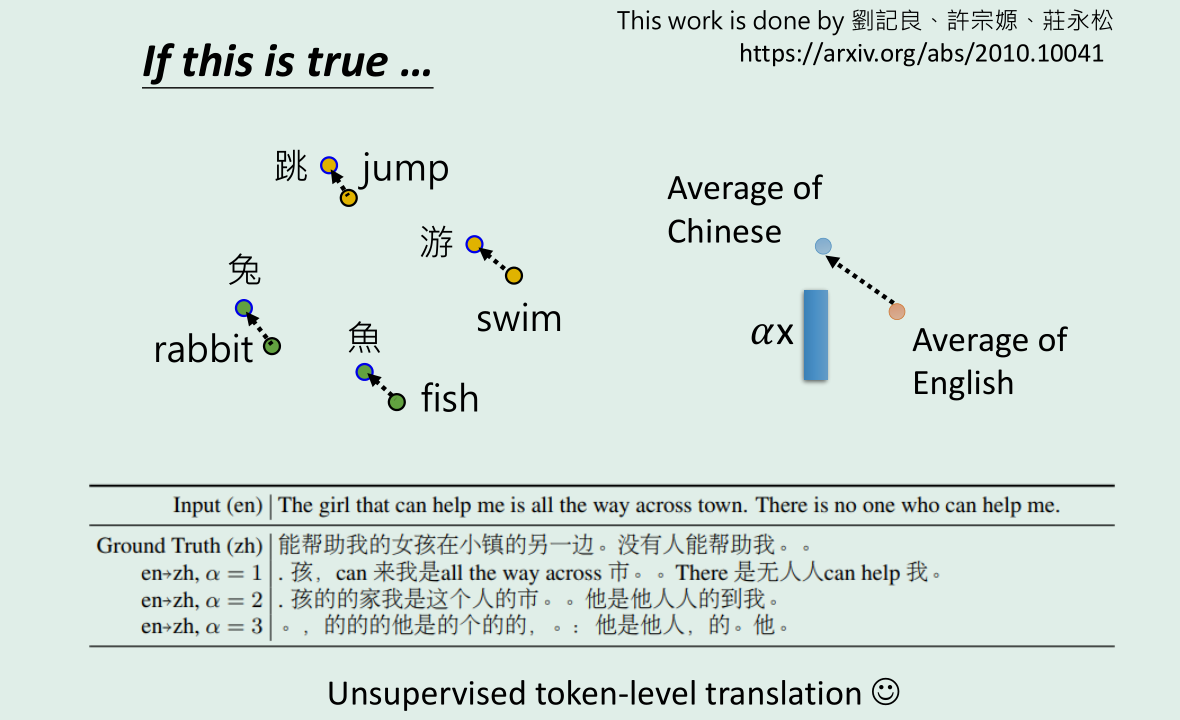 This work is done by 劉記良、許宗嫄、莊永松
https://arxiv.org/abs/2010.10041
If this is true …
跳 jump
游
swim
兔
rabbit
魚
fish
Average of
Chinese
αx
Average of
English
Input (en) The girl that can help me is all the way across town. There is no one who can help me.
Ground Truth (zh) 能帮助我的女孩在小镇的另一边。没有人能帮助我。。
en→zh, α = 1 . 孩, can 来我是all the way across 市。。There 是无人人can help 我。
en→zh, α = 2 . 孩的的家我是这个人的市。。他是他人人的到我。
en→zh, α = 3 。, 的的的他是的个的的, 。: 他是他人, 的。他。
Unsupervised token-level translation ☺